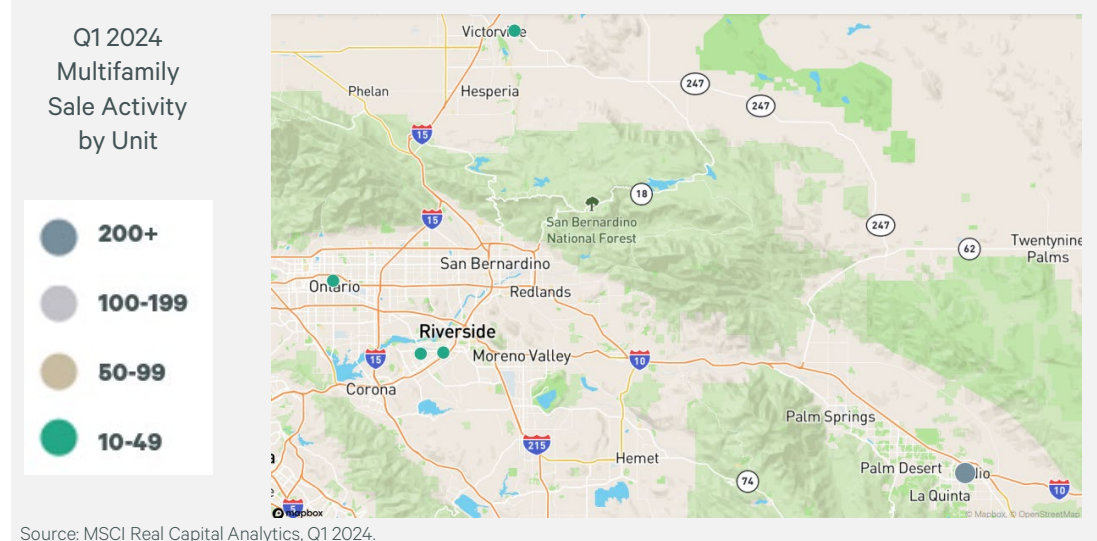 Q1 2024
Multifamily
Sale Activity
by Unit
200+
100-199
50-99
10-49
Victorville
247
247
Phelan
Hesperia
15
18
15
San Bernardino
National Forest
247
62
Twentynine
Palms
San Bernardino
Ontario
Redlands
Riverside
15
Moreno Valley
10
Corona
Palm Springs
215
Hemet
Palm Desert
74
La Quinta
10
5
mapbox
© Mapbox, © OpenStreetMap
Source: MSCI Real Capital Analytics, Q1 2024.